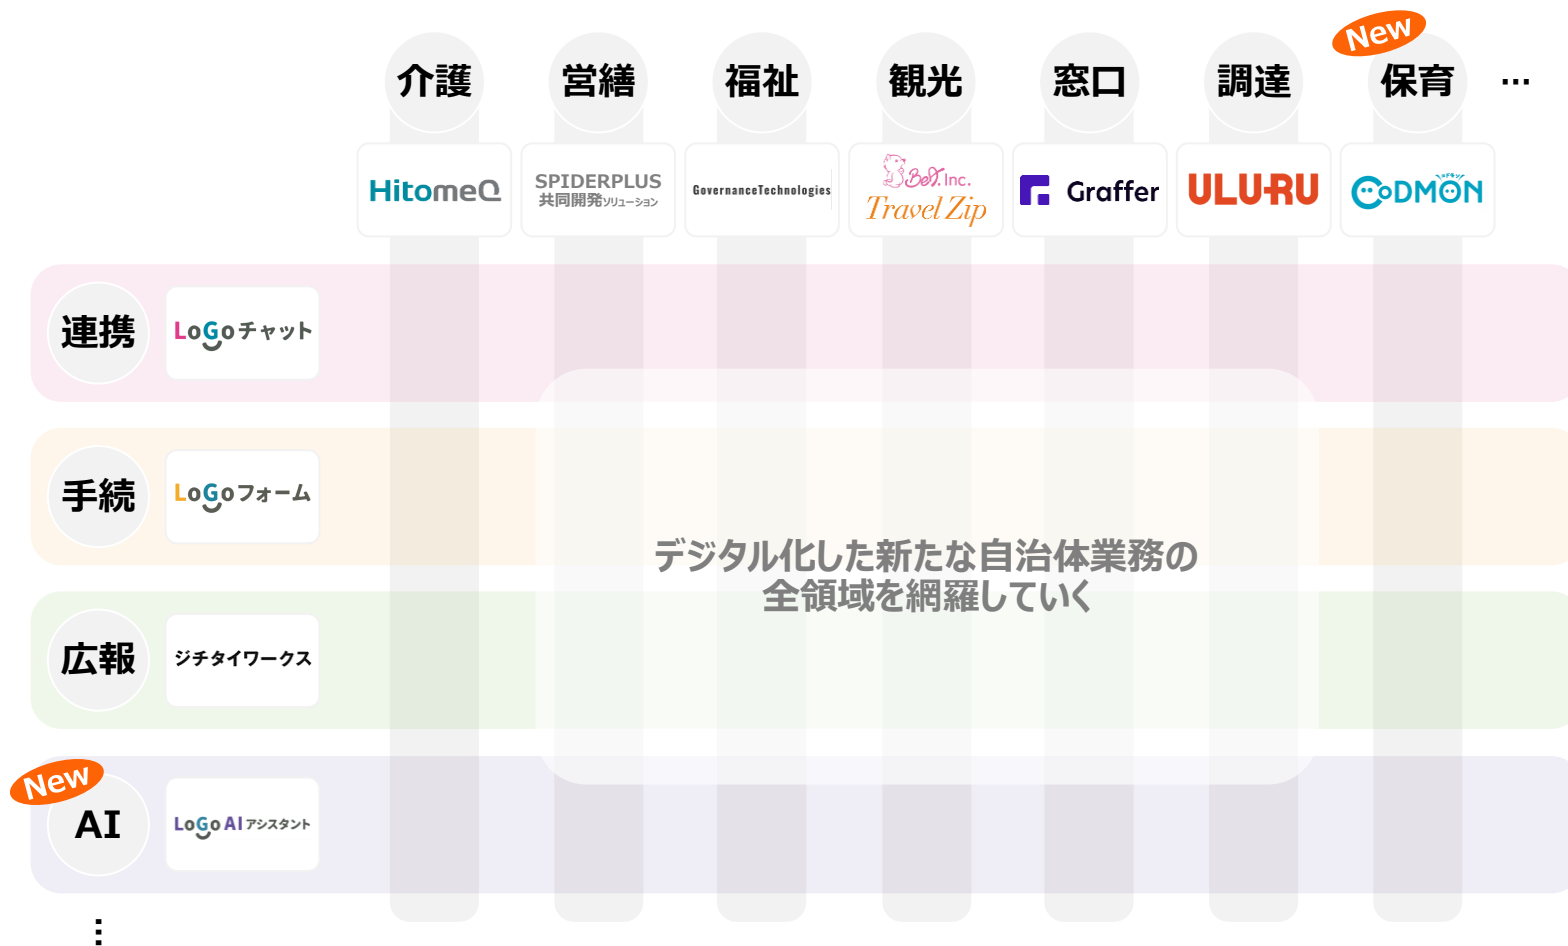 New
介護 営繕 福祉 観光 窓口 調達 保育 …
HitomeQ
SPIDERPLUS
共同開発ソリューション
GovernanceTechnologies
BeA.Inc.
Travel Zip
Graffer
ULURU
コドモン
CoDMON
連携
LoGoチャット
手続
LoGoフォーム
デジタル化した新たな自治体業務の
全領域を網羅していく
広報
ジチタイワークス
New
AI
LoGo AI アシスタント
…